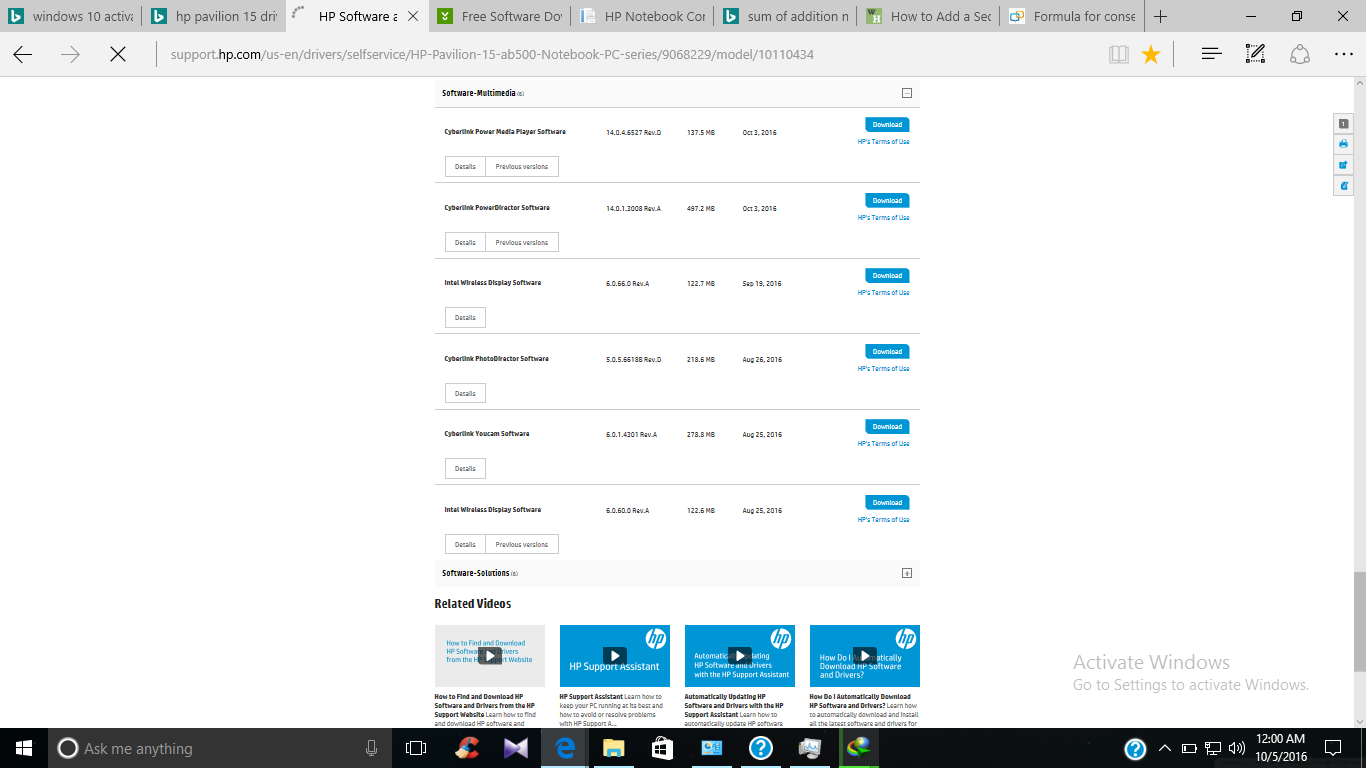 windows 10 activa
hp pavilion 15 dri
HP Software a
Free Software Do
HP Notebook Cor
sum of addition n
How to Add a Sec
Formula for conse
support.hp.com/us-en/drivers/selfservice/HP-Pavilion-15-ab500-Notebook-PC-series/9068229/model/10110434
Software-Multimedia (6)
Cyberlink Power Media Player Software 14.0.4.6527 Rev.D 137.5 MB Oct 3, 2016 Download
HP's Terms of Use
Details Previous versions
Cyberlink PowerDirector Software 14.0.1.3008 Rev.A 497.2 MB Oct 3, 2016 Download
HP's Terms of Use
Details Previous versions
Intel Wireless Display Software 6.0.66.0 Rev.A 122.7 MB Sep 19, 2016 Download
HP's Terms of Use
Details
Cyberlink PhotoDirector Software 5.0.5.6618B Rev.D 218.6 MB Aug 26, 2016 Download
HP's Terms of Use
Details
Cyberlink Youcam Software 6.0.1.4301 Rev.A 278.8 MB Aug 25, 2016 Download
HP's Terms of Use
Details
Intel Wireless Display Software 6.0.60.0 Rev.A 122.6 MB Aug 25, 2016 Download
HP's Terms of Use
Details Previous versions
Software-Solutions (6)
Related Videos
How to Find and Download
HP Software and Drivers
from the HP Support Website
hp
HP Support Assistant
hp
Automatically Updating
HP Software and Drivers
with the HP Support Assistant
hp
How Do I Automatically
Download HP Software
and Drivers?
How to Find and Download HP
Software and Drivers from the HP
Support Website Learn how to find
and download HP software and
HP Support Assistant Learn how to
keep your PC running at its best and
how to avoid or resolve problems
with HP Support A...
Automatically Updating HP
Software and Drivers with the HP
Support Assistant Learn how to
automatically update HP software
How Do I Automatically Download
HP Software and Drivers? Learn how
to automatically download and install
all the latest software and drivers for
Activate Windows
Go to Settings to activate Windows.
Ask me anything
12:00 AM
10/5/2016